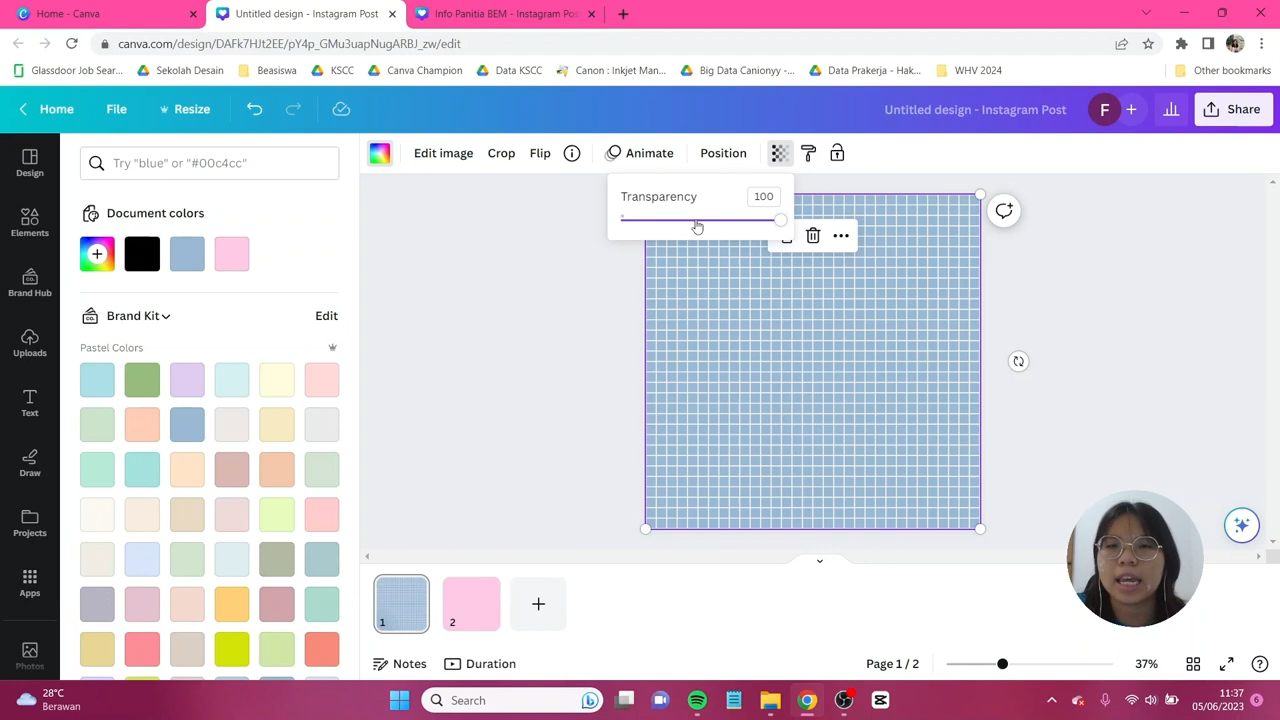 Home - Canva
Untitled design - Instagram Post
Info Panitia BEM - Instagram Pos
canva.com/design/DAFk7HJt2EE/pY4p_GMu3uapNugARBJ_zw/edit
Glassdoor Job Sear...
Sekolah Desain
Beasiswa
KSCC
Canva Champion
Data KSCC
Canon : Inkjet Man...
Big Data Canionyy -...
Data Prakerja - Hak...
WHV 2024
Other bookmarks
Home
File
Resize
Untitled design - Instagram Post
F
Share
Design
Elements
Brand Hub
Uploads
Text
Draw
Projects
Apps
Photos
Try "blue" or "#00c4cc"
Document colors
Brand Kit
Edit
Pastel Colors
Edit image
Crop
Flip
Animate
Position
Transparency
100
1
2
Notes
Duration
Page 1 / 2
37%
28°C
Berawan
Search
11:37
05/06/2023
6